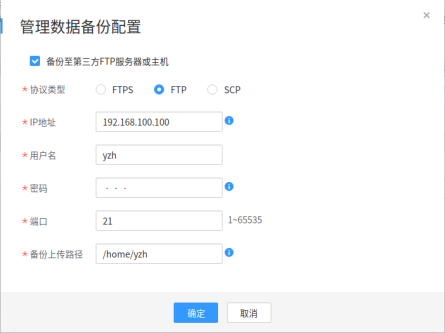 管理数据备份配置
备份至第三方FTP服务器或主机
* 协议类型 FTPS FTP SCP
* IP地址 192.168.100.100
* 用户名 yzh
* 密码 · · ·
* 端口 21 1~65535
* 备份上传路径 /home/yzh
确定 取消